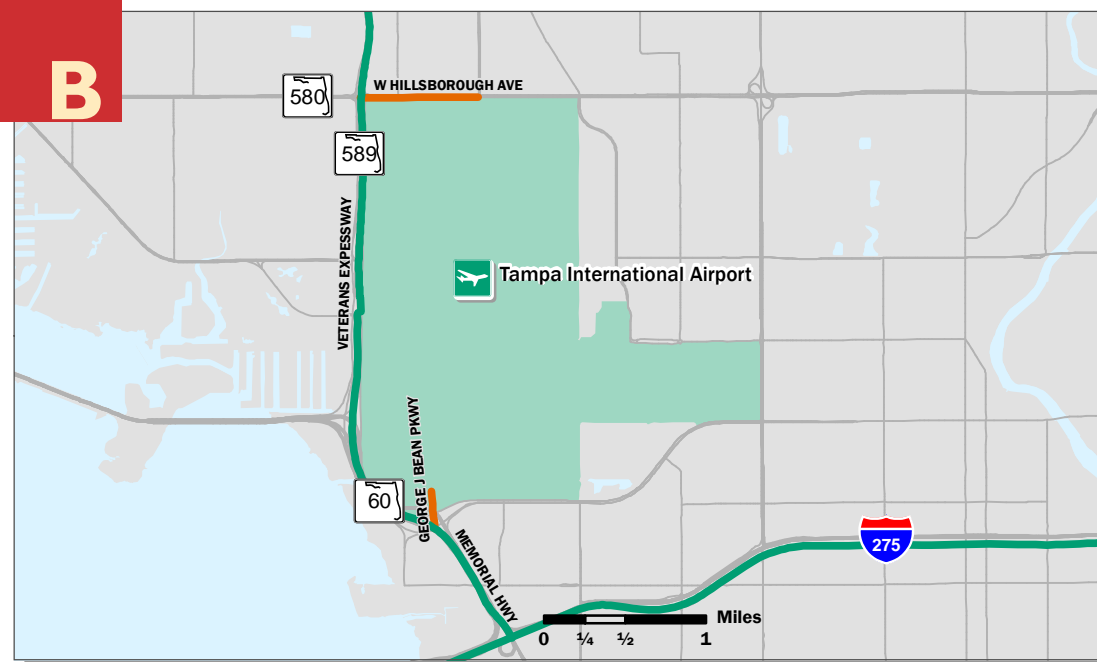 B
W HILLSBOROUGH AVE
580
589
VETERANS EXPESSWAY
Tampa International Airport
GEORGE J BEAN PKWY
60
MEMORIAL HWY
275
Miles
0 ¼ ½ 1